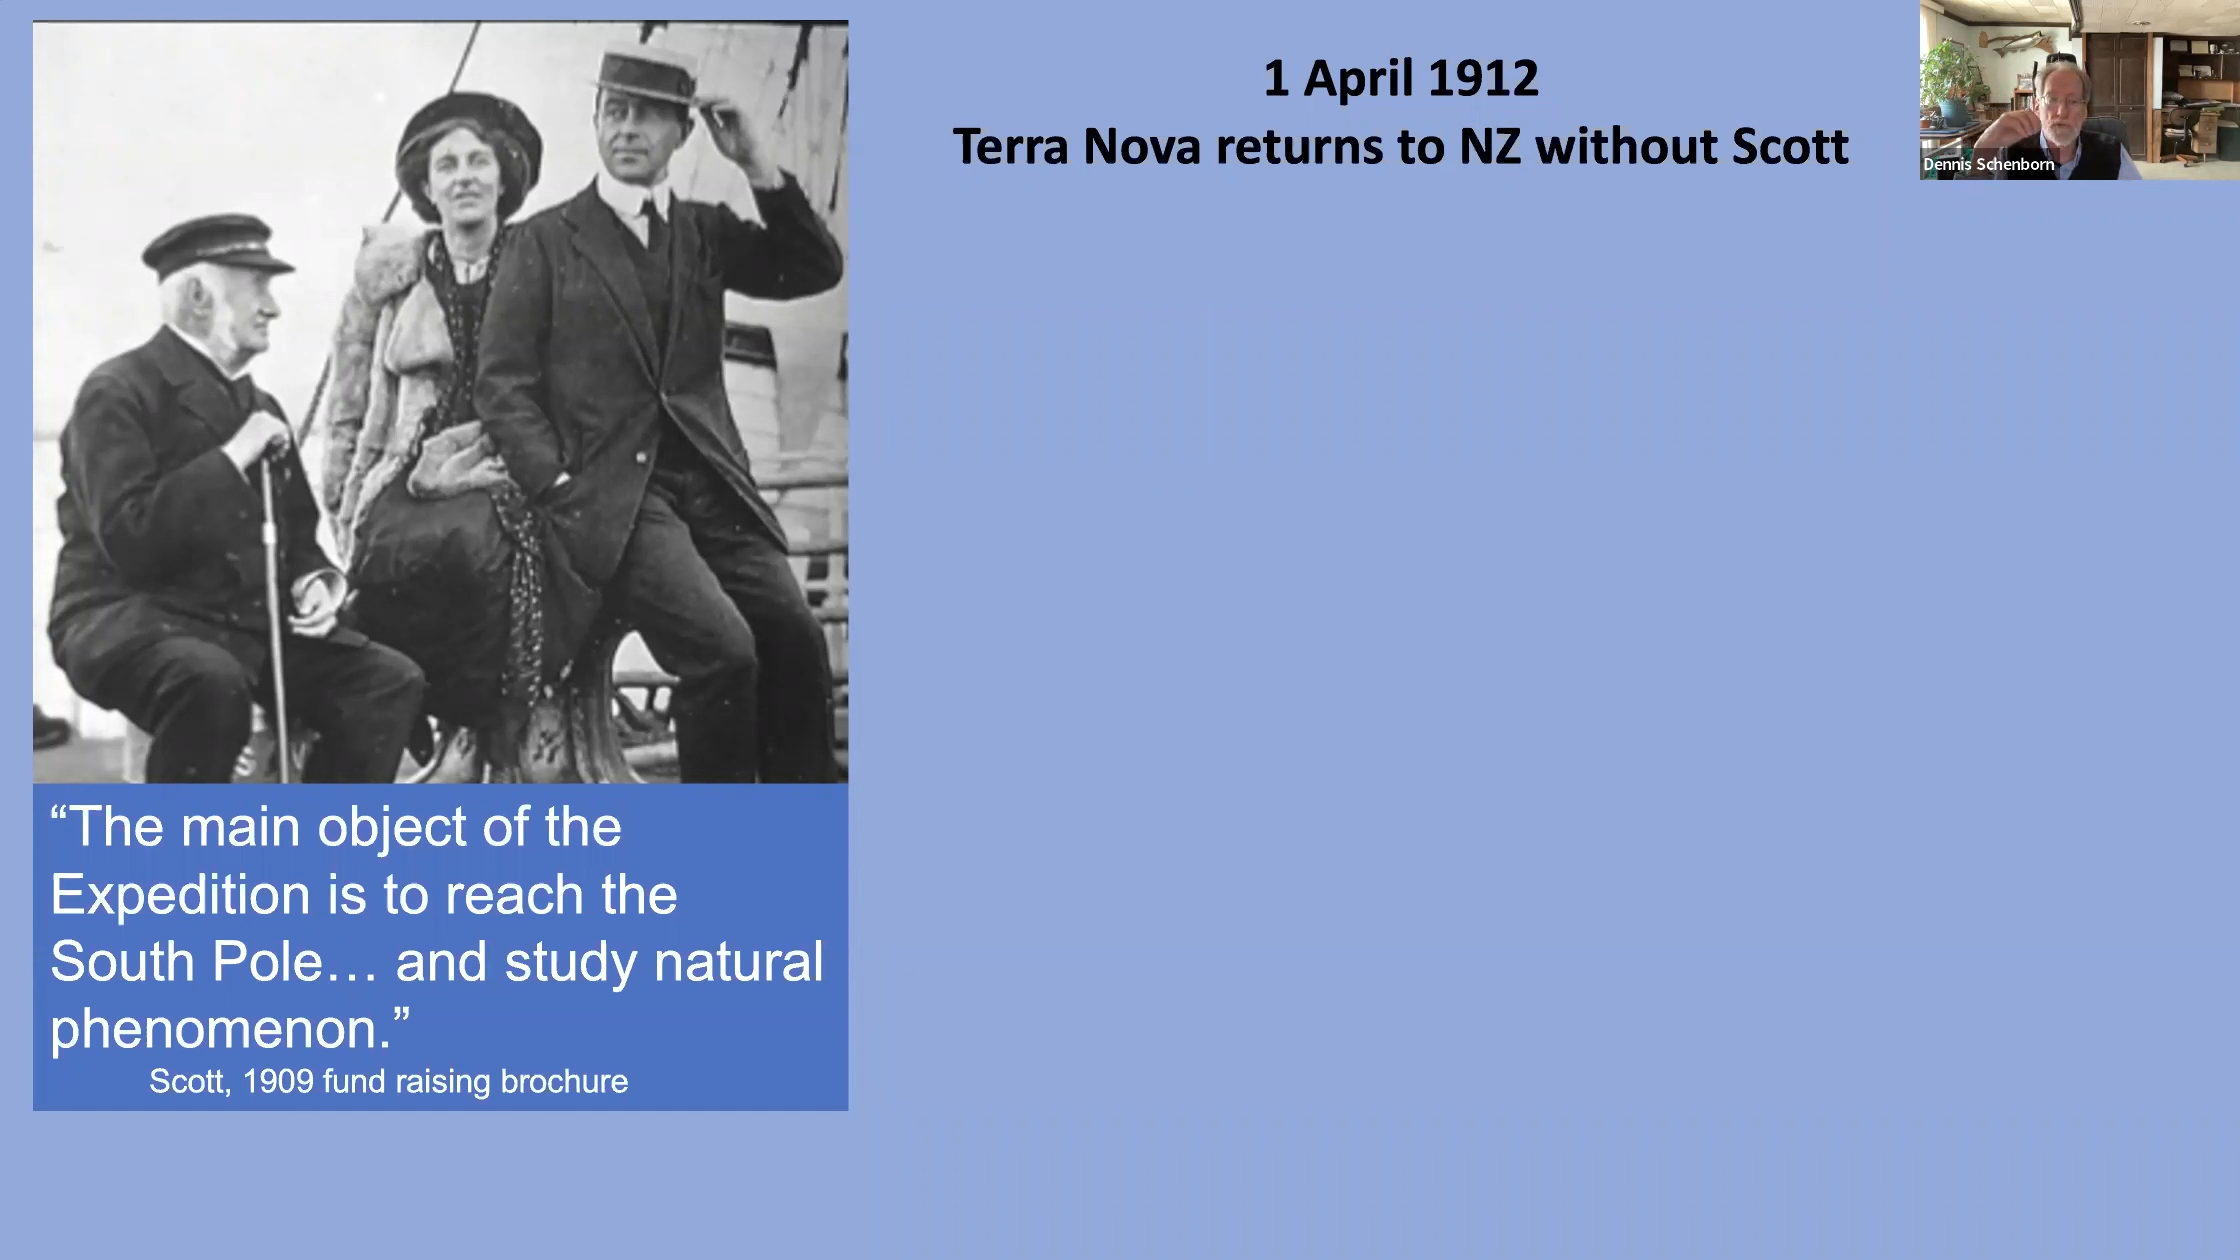 1 April 1912
Terra Nova returns to NZ without Scott
Dennis Schenborn
“The main object of the
Expedition is to reach the
South Pole… and study natural
phenomenon.”
Scott, 1909 fund raising brochure